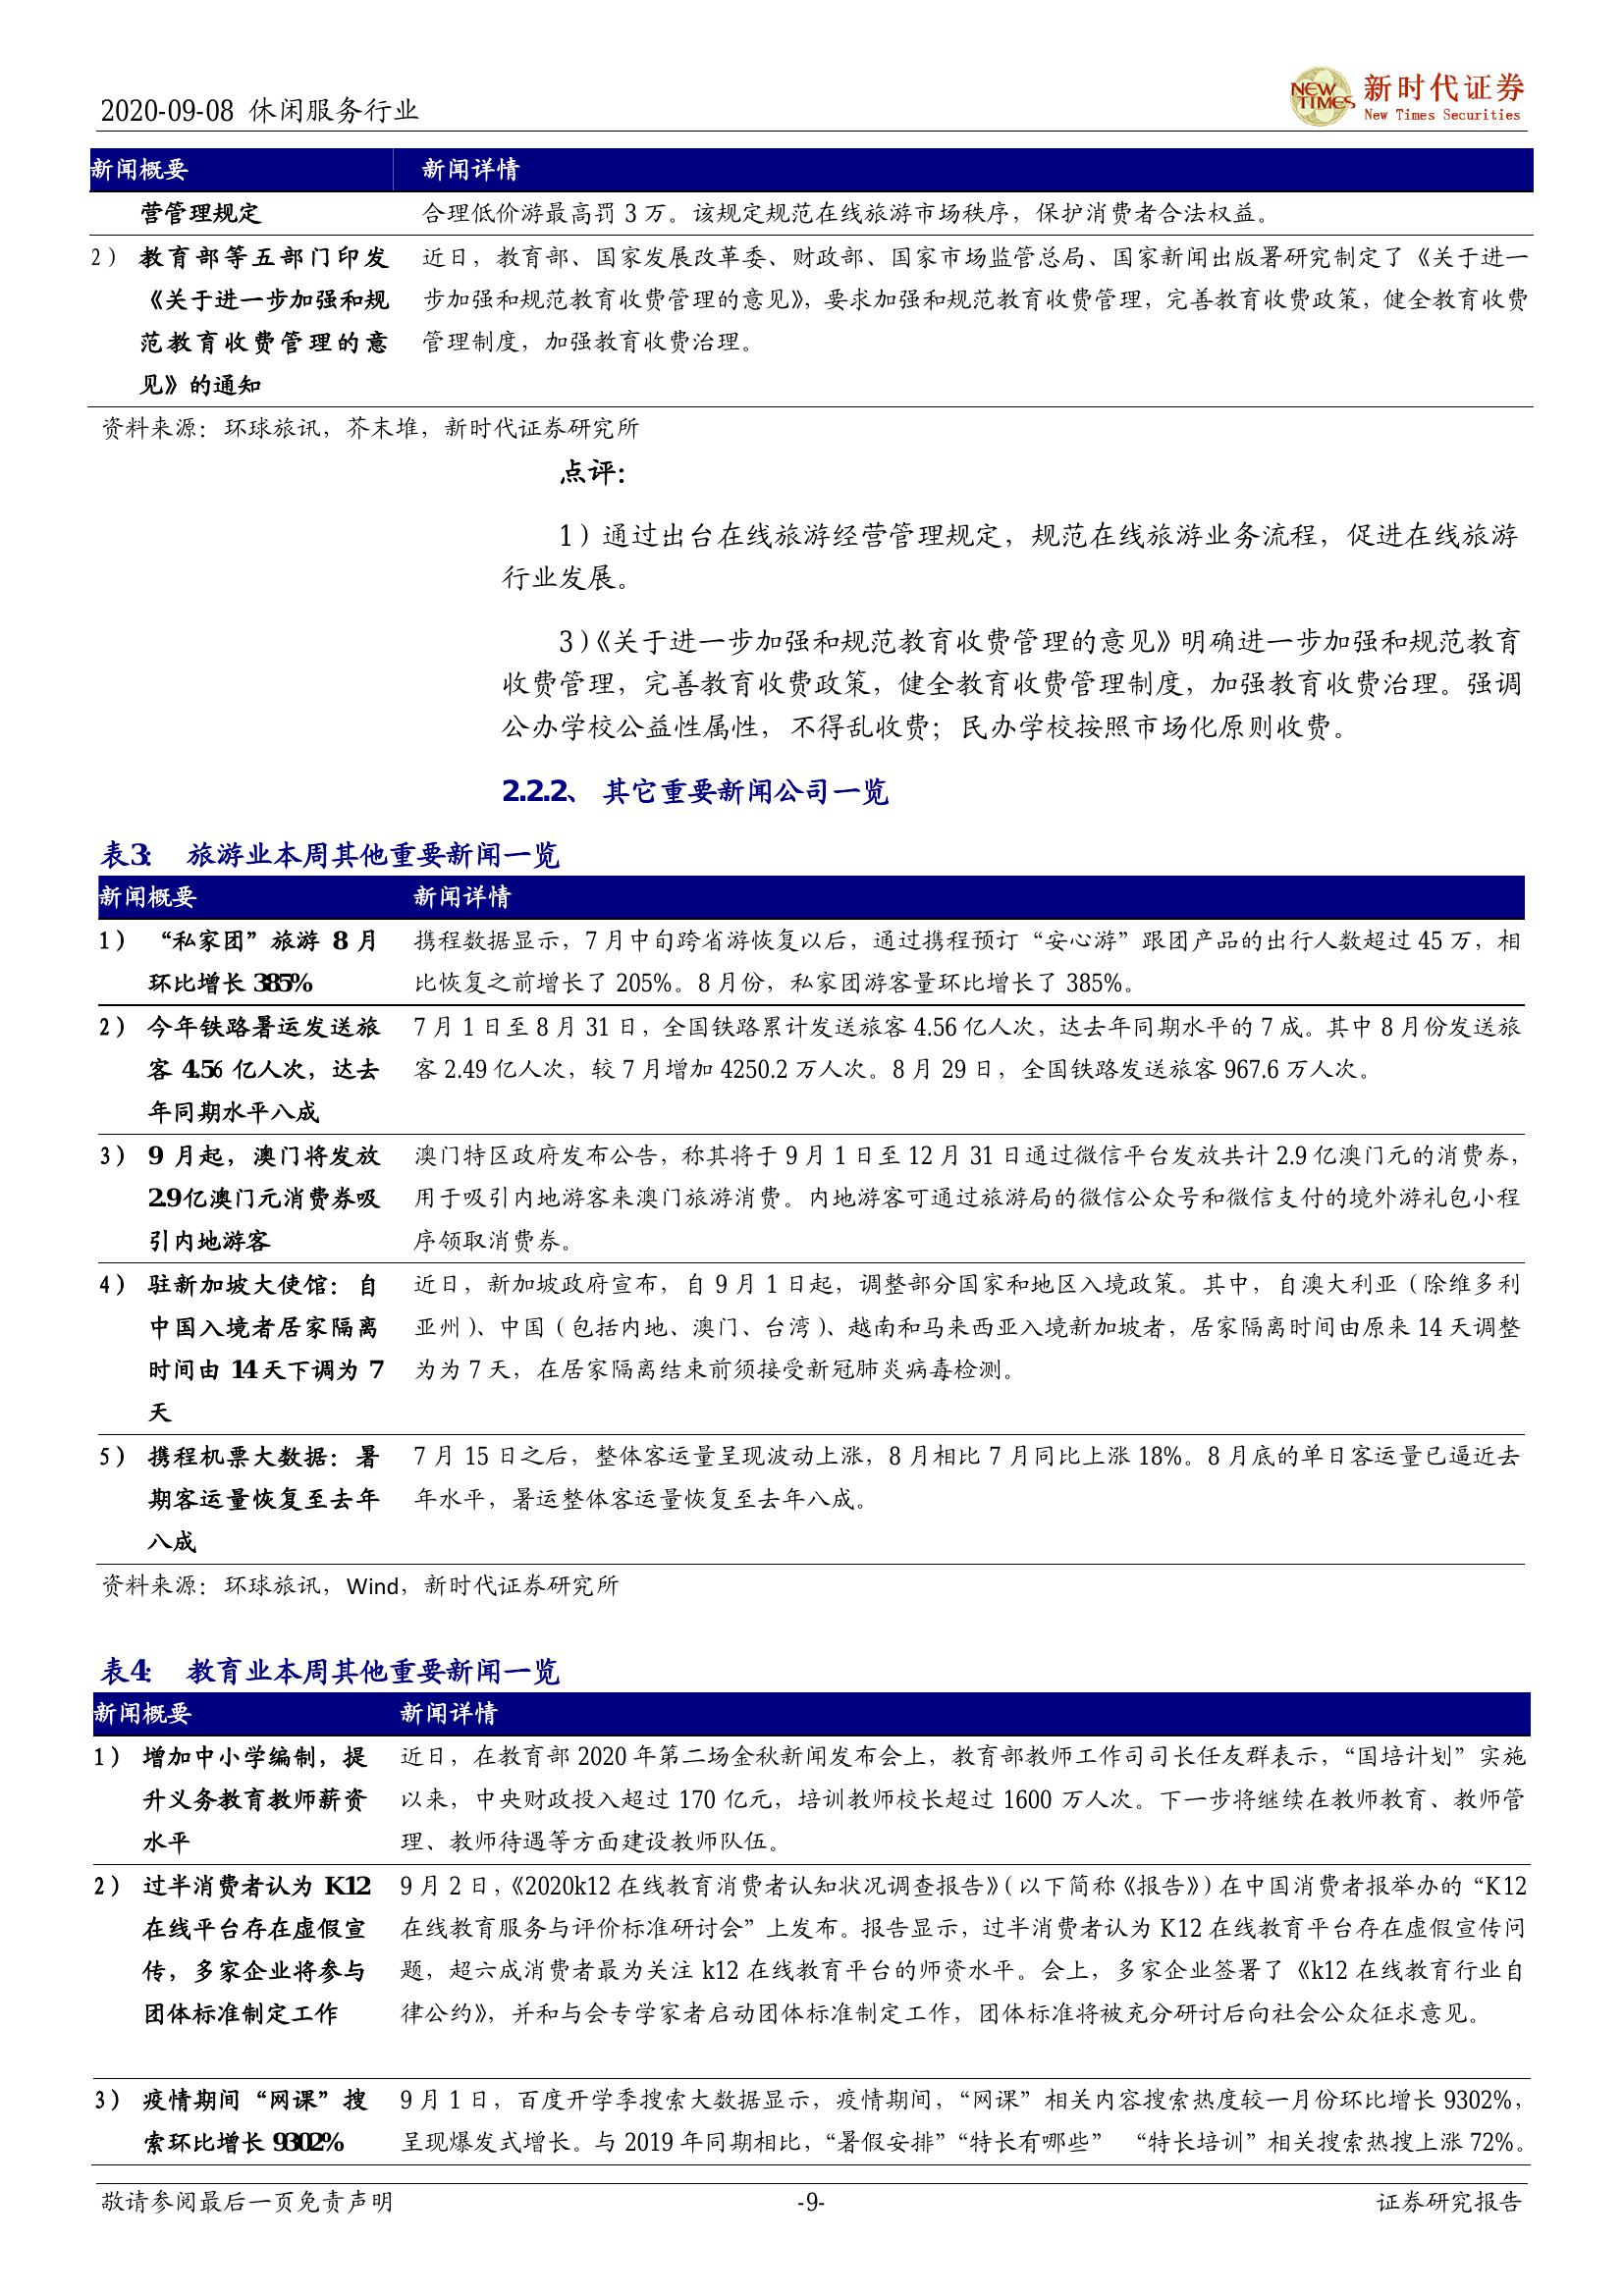 2020-09-08 休闲服务行业
NEW TIMES
新时代证券
New Times Securities
新闻概要 新闻详情
营管理规定 合理低价游最高罚 3 万。该规定规范在线旅游市场秩序，保护消费者合法权益。
2） 教育部等五部门印发 近日，教育部、国家发展改革委、财政部、国家市场监管总局、国家新闻出版署研究制定了《关于进一
《关于进一步加强和规 步加强和规范教育收费管理的意见》，要求加强和规范教育收费管理，完善教育收费政策，健全教育收费
范教育收费管理的意 管理制度，加强教育收费治理。
见》的通知
资料来源：环球旅讯，芥末堆，新时代证券研究所
点评：
1）通过出台在线旅游经营管理规定，规范在线旅游业务流程，促进在线旅游
行业发展。
3）《关于进一步加强和规范教育收费管理的意见》明确进一步加强和规范教育
收费管理，完善教育收费政策，健全教育收费管理制度，加强教育收费治理。强调
公办学校公益性属性，不得乱收费；民办学校按照市场化原则收费。
2.2.2、 其它重要新闻公司一览
表3： 旅游业本周其他重要新闻一览
新闻概要 新闻详情
1） “私家团”旅游 8 月 携程数据显示，7 月中旬跨省游恢复以后，通过携程预订“安心游”跟团产品的出行人数超过 45 万，相
环比增长 385% 比恢复之前增长了 205%。8 月份，私家团游客量环比增长了 385%。
2） 今年铁路暑运发送旅 7 月 1 日至 8 月 31 日，全国铁路累计发送旅客 4.56 亿人次，达去年同期水平的 7 成。其中 8 月份发送旅
客 4.56 亿人次，达去 客 2.49 亿人次，较 7 月增加 4250.2 万人次。8 月 29 日，全国铁路发送旅客 967.6 万人次。
年同期水平八成
3） 9 月起，澳门将发放 澳门特区政府发布公告，称其将于 9 月 1 日至 12 月 31 日通过微信平台发放共计 2.9 亿澳门元的消费券，
2.9 亿澳门元消费券吸 用于吸引内地游客来澳门旅游消费。内地游客可通过旅游局的微信公众号和微信支付的境外游礼包小程
引内地游客 序领取消费券。
4） 驻新加坡大使馆：自 近日，新加坡政府宣布，自 9 月 1 日起，调整部分国家和地区入境政策。其中，自澳大利亚（除维多利
中国入境者居家隔离 亚州）、中国（包括内地、澳门、台湾）、越南和马来西亚入境新加坡者，居家隔离时间由原来 14 天调整
时间由 14 天下调为 7 为为 7 天，在居家隔离结束前须接受新冠肺炎病毒检测。
天
5） 携程机票大数据：暑 7 月 15 日之后，整体客运量呈现波动上涨，8 月相比 7 月同比上涨 18%。8 月底的单日客运量已逼近去
期客运量恢复至去年 年水平，暑运整体客运量恢复至去年八成。
八成
资料来源：环球旅讯，Wind，新时代证券研究所
表4： 教育业本周其他重要新闻一览
新闻概要 新闻详情
1） 增加中小学编制，提 近日，在教育部 2020 年第二场金秋新闻发布会上，教育部教师工作司司长任友群表示，“国培计划”实施
升义务教育教师薪资 以来，中央财政投入超过 170 亿元，培训教师校长超过 1600 万人次。下一步将继续在教师教育、教师管
水平 理、教师待遇等方面建设教师队伍。
2） 过半消费者认为 K12 9 月 2 日，《2020k12 在线教育消费者认知状况调查报告》（以下简称《报告》）在中国消费者报举办的“K12
在线平台存在虚假宣 在线教育服务与评价标准研讨会”上发布。报告显示，过半消费者认为 K12 在线教育平台存在虚假宣传问
传，多家企业将参与 题，超六成消费者最为关注 k12 在线教育平台的师资水平。会上，多家企业签署了《k12 在线教育行业自
团体标准制定工作 律公约》，并和与会专学家者启动团体标准制定工作，团体标准将被充分研讨后向社会公众征求意见。
3） 疫情期间“网课”搜 9 月 1 日，百度开学季搜索大数据显示，疫情期间，“网课”相关内容搜索热度较一月份环比增长 9302%，
索环比增长 9302% 呈现爆发式增长。与 2019 年同期相比，“暑假安排”“特长有哪些” “特长培训”相关搜索热搜上涨 72%。
敬请参阅最后一页免责声明 -9- 证券研究报告